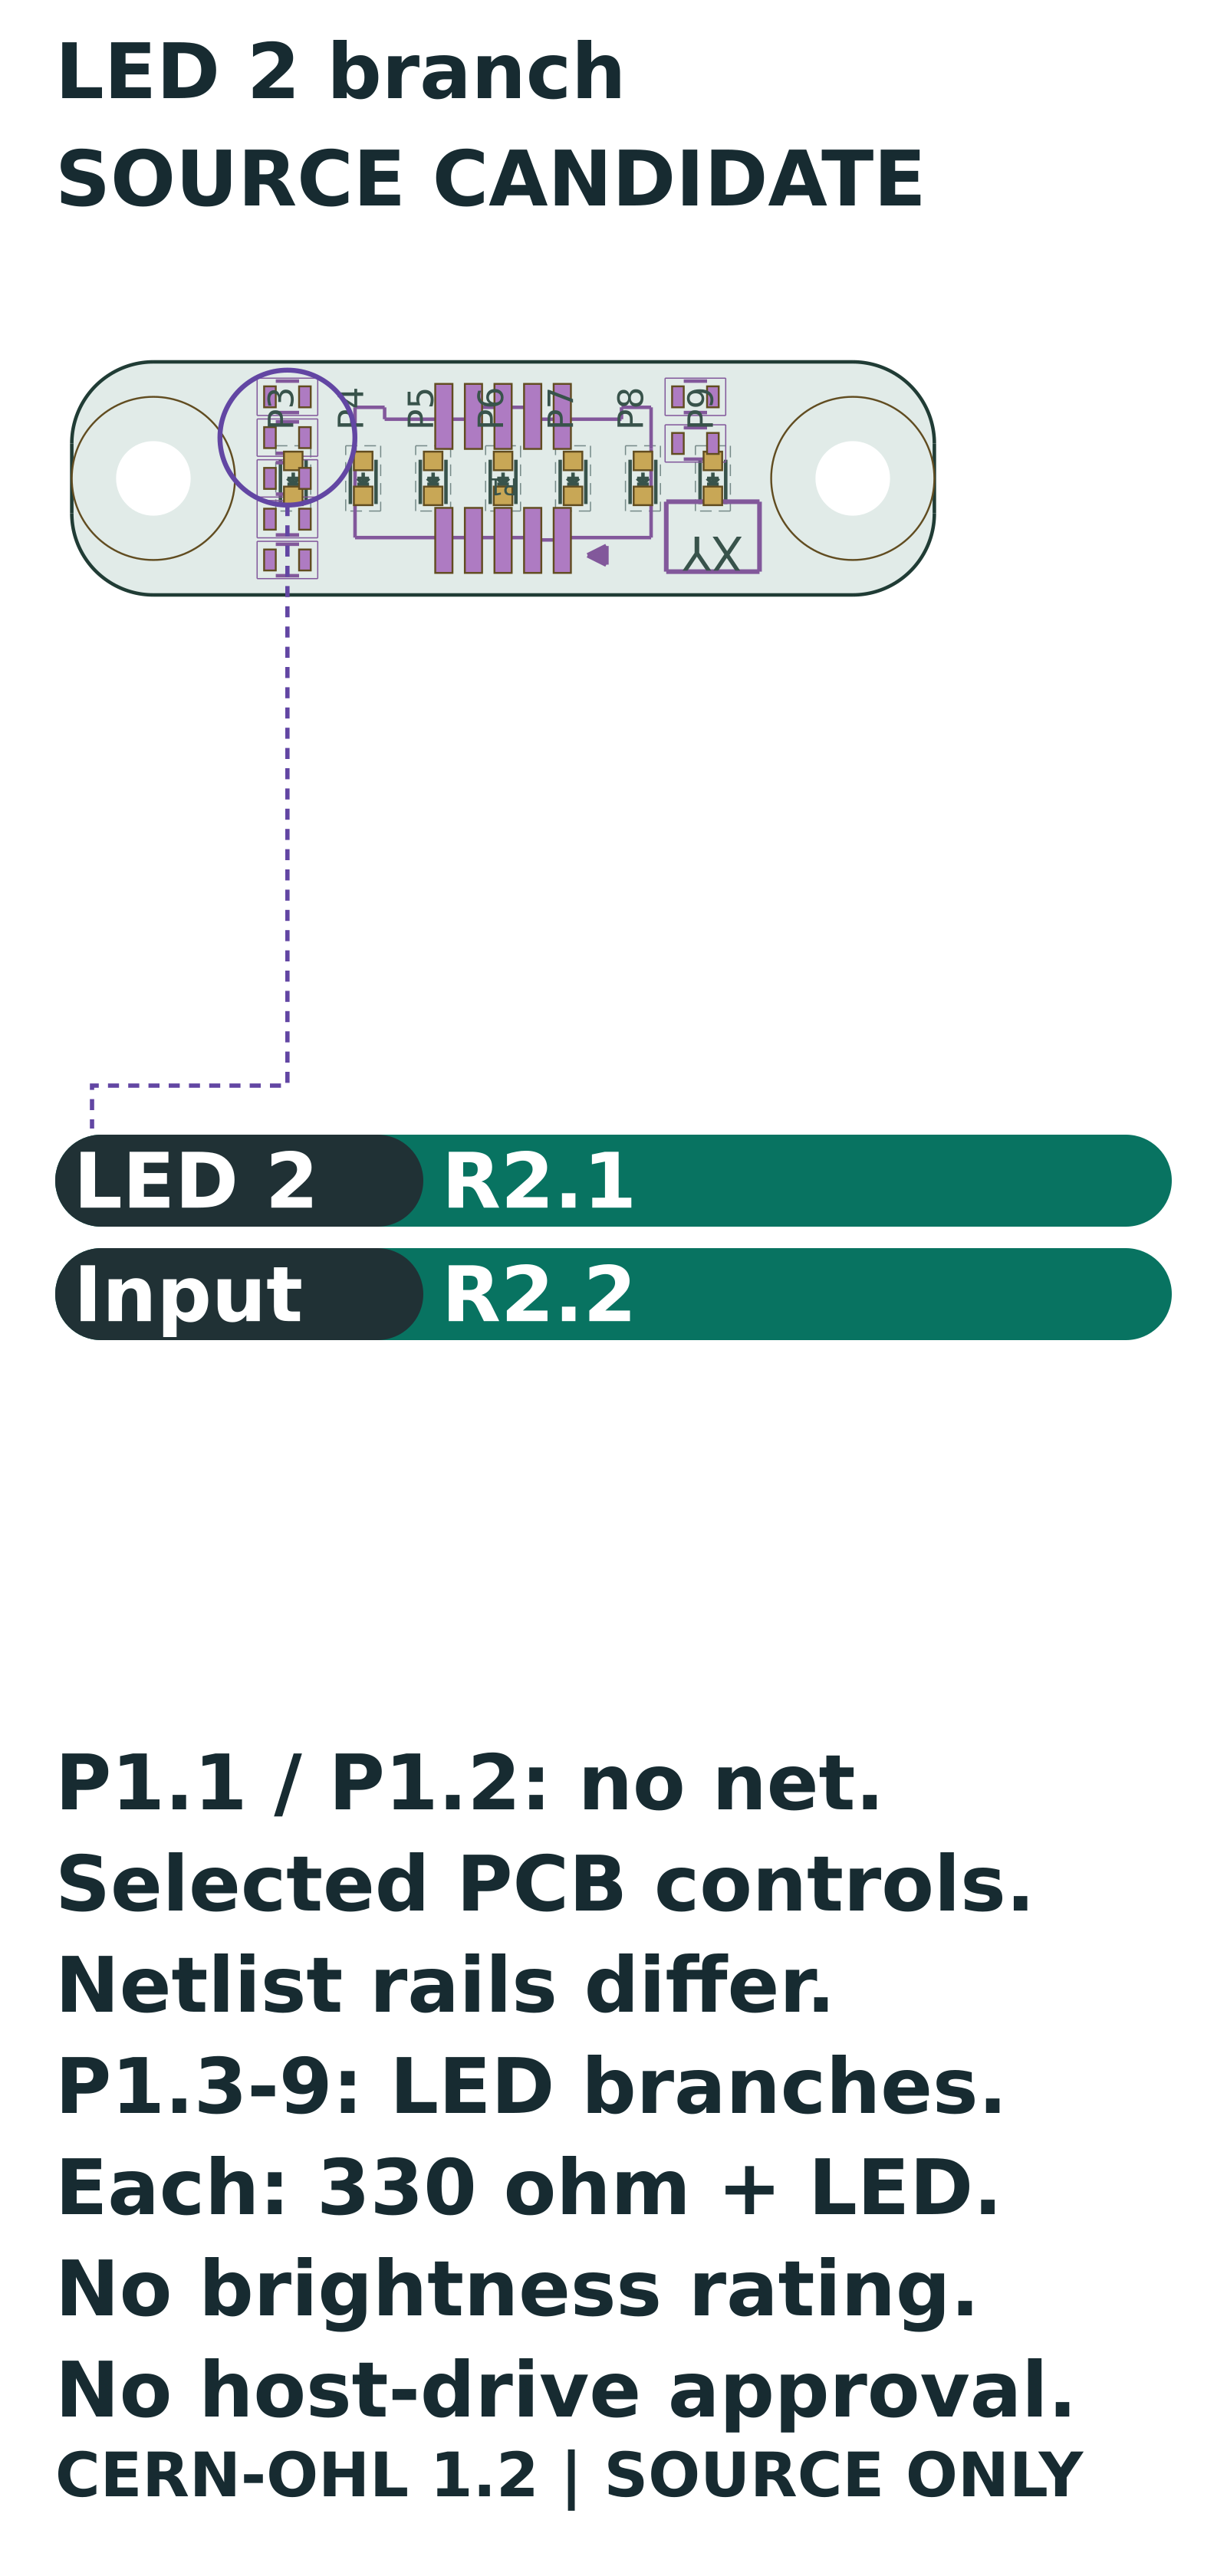 LED 2 branch
SOURCE CANDIDATE
P3 P4 P5 P6 P7 P8 P9
P1
YX
LED 2 R2.1
Input R2.2
P1.1 / P1.2: no net.
Selected PCB controls.
Netlist rails differ.
P1.3-9: LED branches.
Each: 330 ohm + LED.
No brightness rating.
No host-drive approval.
CERN-OHL 1.2 | SOURCE ONLY